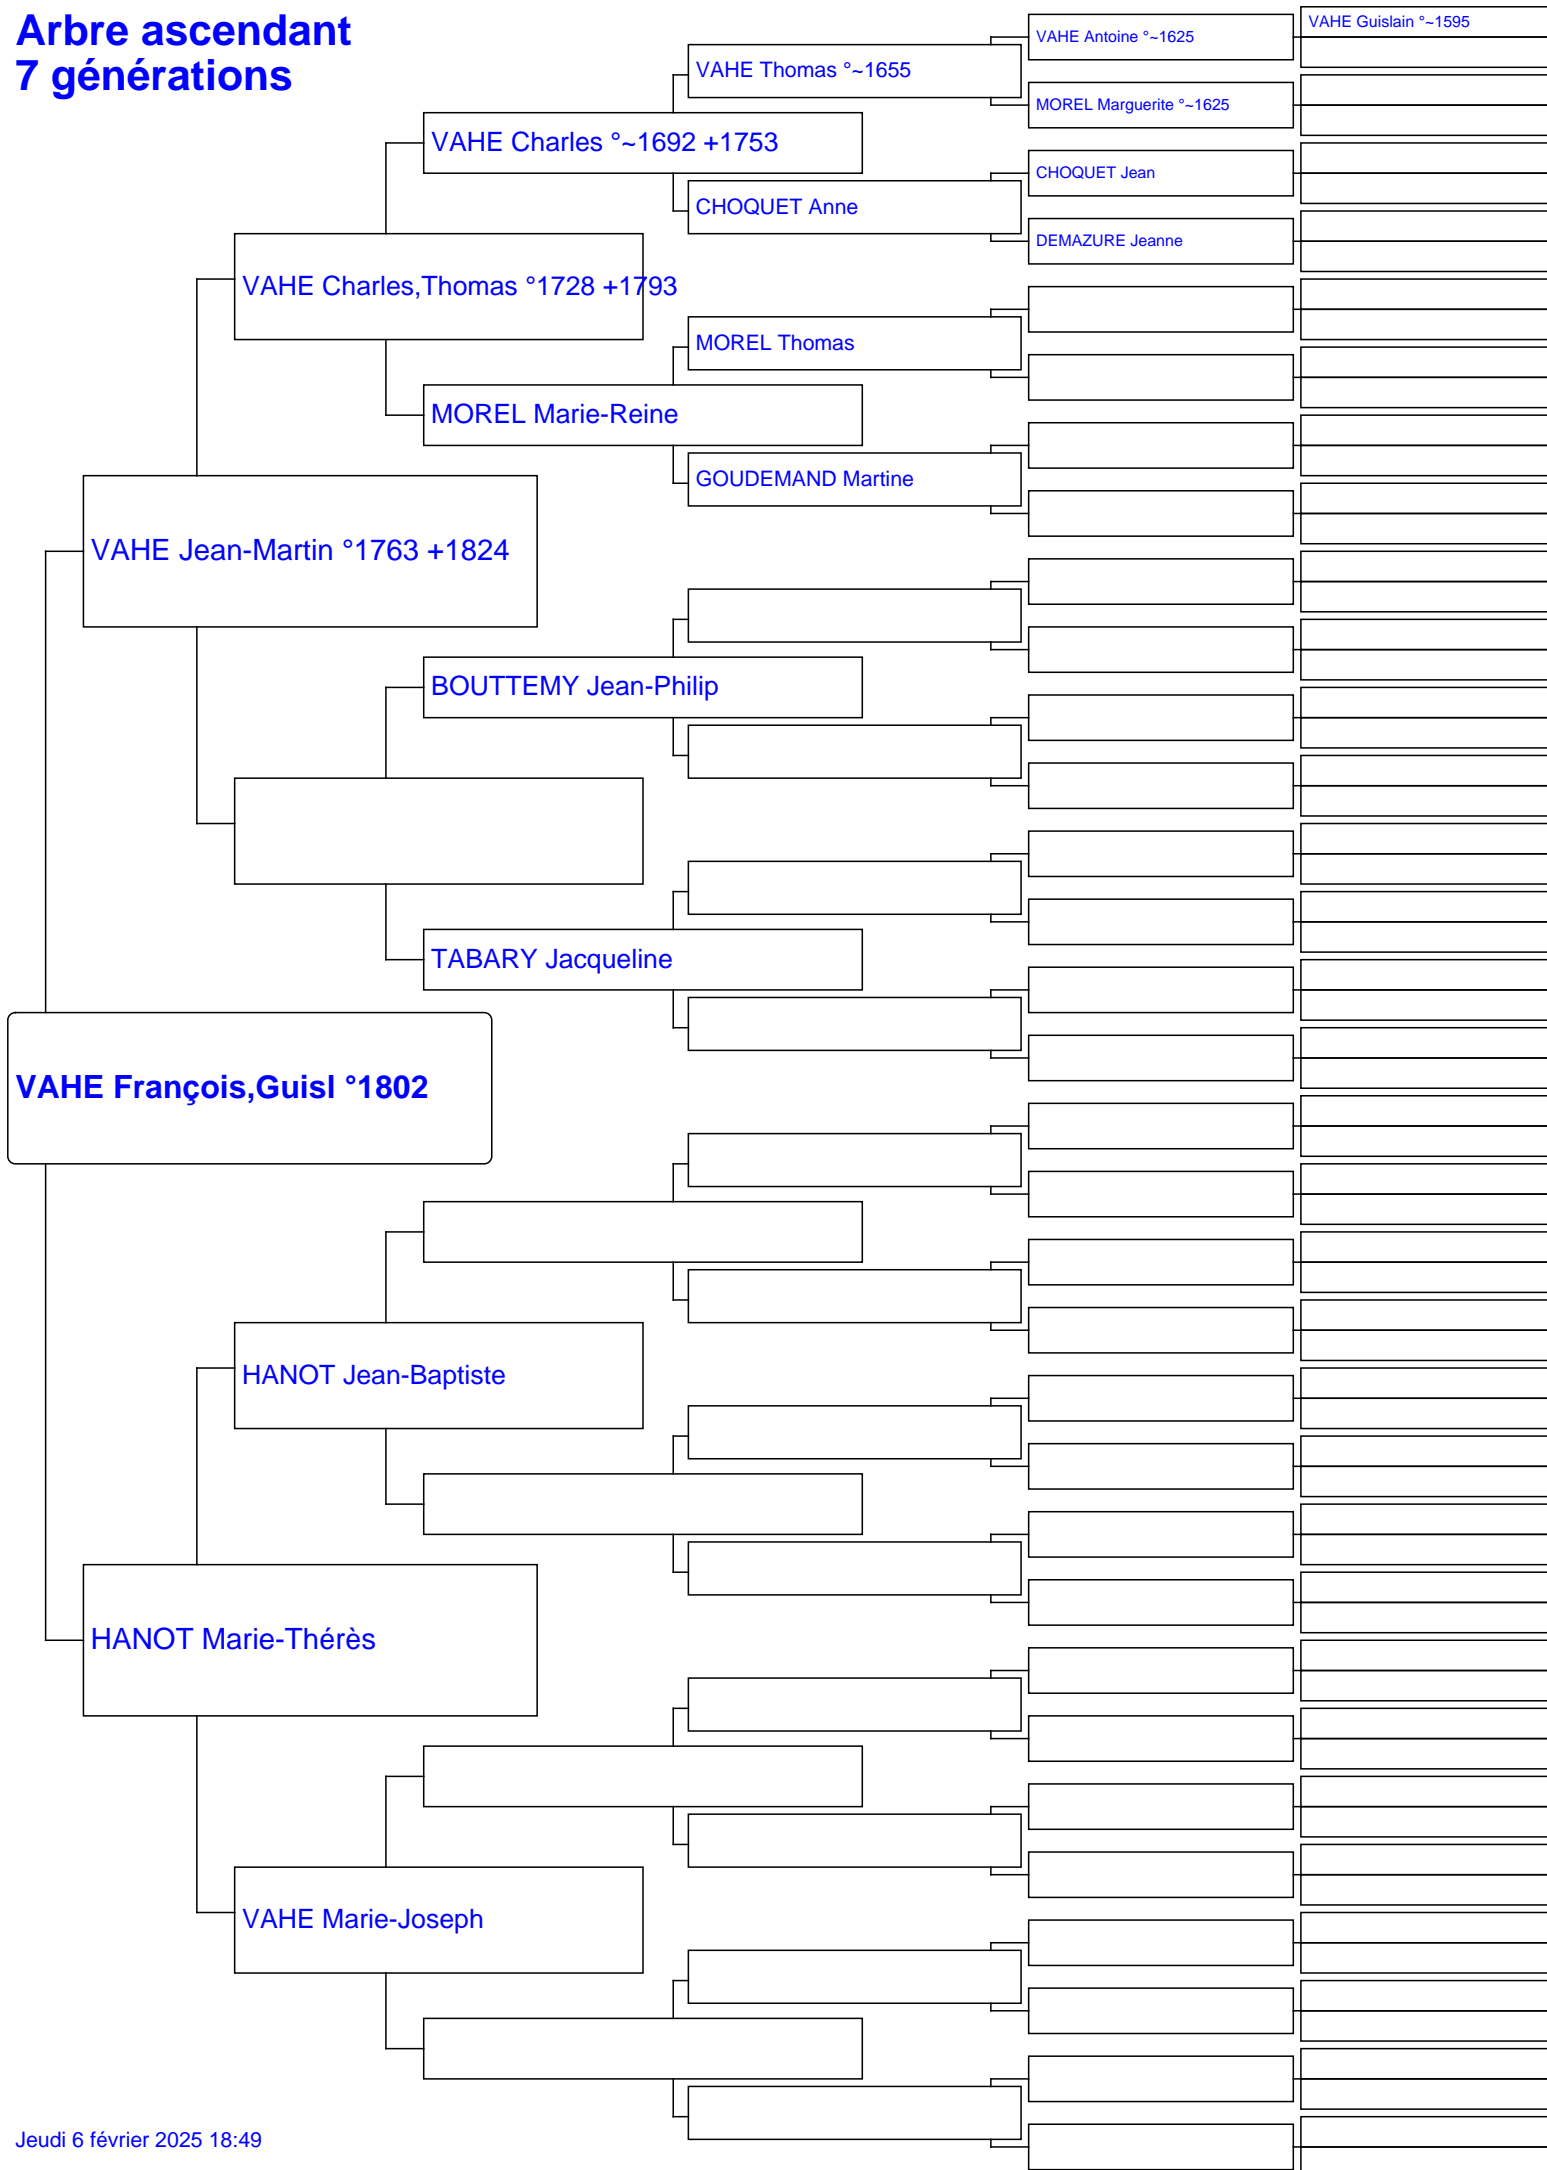 Arbre ascendant
7 générations
VAHE Guislain °~1595
VAHE Antoine °~1625
VAHE Thomas °~1655
MOREL Marguerite °~1625
VAHE Charles °~1692 +1753
CHOQUET Jean
CHOQUET Anne
DEMAZURE Jeanne
VAHE Charles,Thomas °1728 +1793
MOREL Thomas
MOREL Marie-Reine
GOUDEMAND Martine
VAHE Jean-Martin °1763 +1824
BOUTTEMY Jean-Philip
TABARY Jacqueline
VAHE François,Guisl °1802
HANOT Jean-Baptiste
HANOT Marie-Thérès
VAHE Marie-Joseph
Jeudi 6 février 2025 18:49